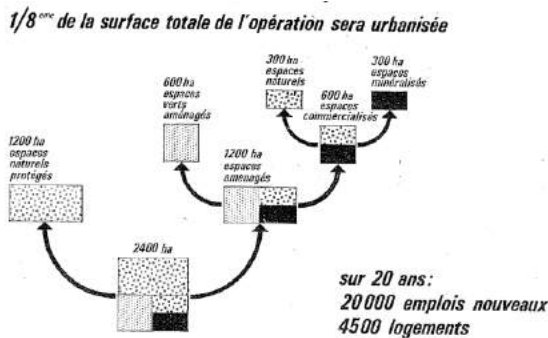 1/8ème de la surface totale de l'opération sera urbanisée
300 ha
espaces
naturels
300 ha
espaces
minéralisés
600 ha
espaces
verts
aménagés
600 ha
espaces
commercialisés
1200 ha
espaces
naturels
protégés
1200 ha
espaces
aménagés
2400 ha
sur 20 ans:
20000 emplois nouveaux
4500 logements